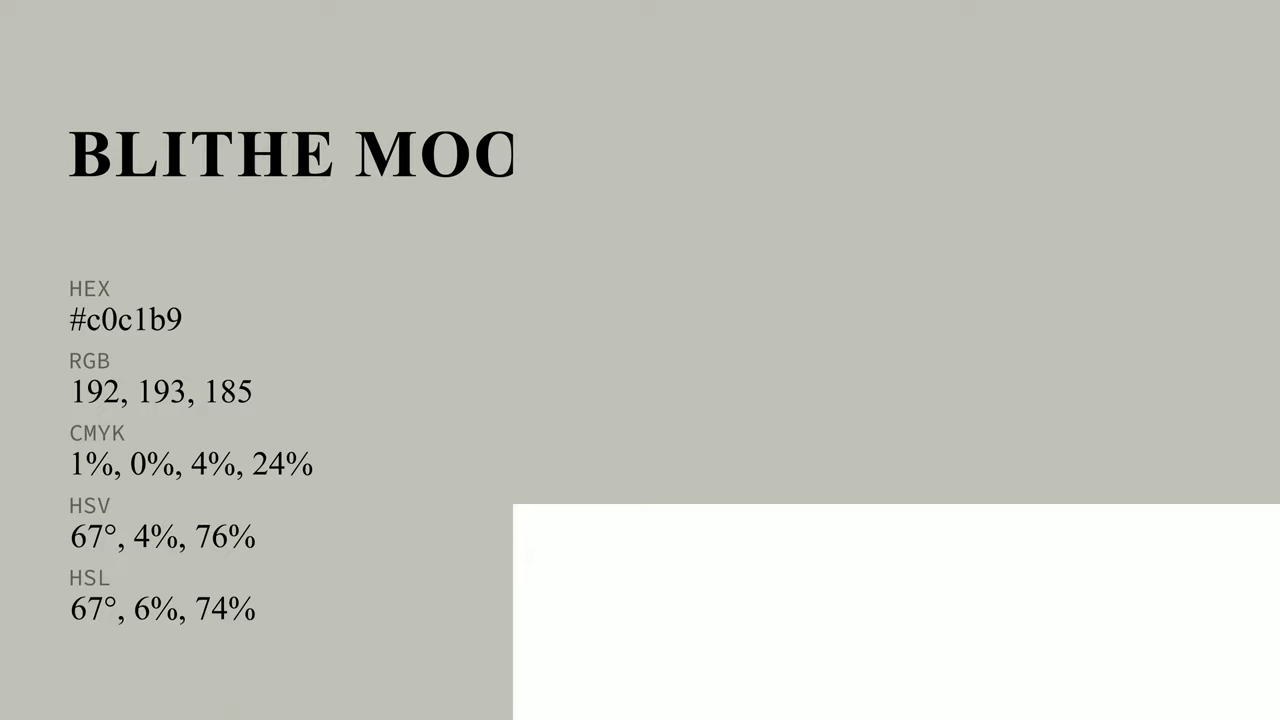 BLITHE MOO
HEX
#c0c1b9
RGB
192, 193, 185
CMYK
1%, 0%, 4%, 24%
HSV
67°, 4%, 76%
HSL
67°, 6%, 74%